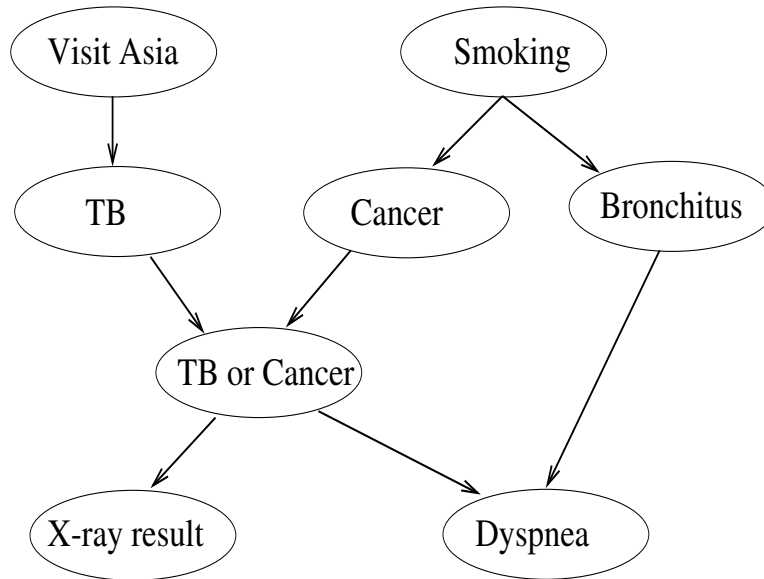 Visit Asia
Smoking
TB
Cancer
Bronchitus
TB or Cancer
X-ray result
Dyspnea